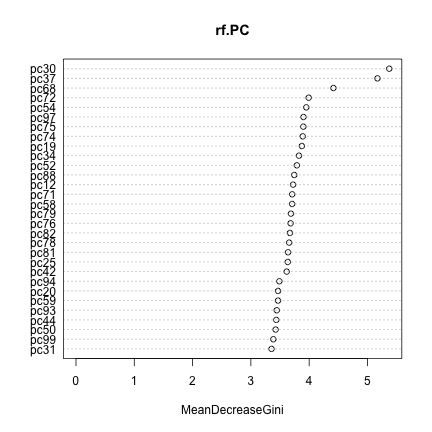 rf.PC
pc30
pc37
pc68
pc72
pc54
pc97
pc75
pc74
pc19
pc34
pc52
pc88
pc12
pc71
pc58
pc79
pc76
pc82
pc78
pc81
pc25
pc42
pc94
pc20
pc59
pc93
pc44
pc50
pc99
pc31
0 1 2 3 4 5
MeanDecreaseGini